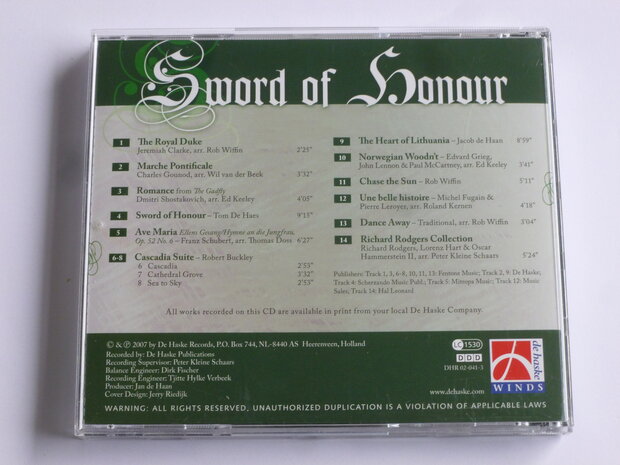 Sword of Honour
1 The Royal Duke
Jeremiah Clarke, arr. Rob Wiffin 2'25"
2 Marche Pontificale
Charles Gounod, arr. Wil van der Beek 3'32"
3 Romance from The Gadfly
Dmitri Shostakovich, arr. Ed Keeley 4'05"
4 Sword of Honour – Tom De Haes 9'15"
5 Ave Maria Ellens Gesang/Hymne an die Jungfrau,
Op. 52 No. 6 – Franz Schubert, arr. Thomas Doss 6'27"
6-8 Cascadia Suite – Robert Buckley
6 Cascadia 2'55"
7 Cathedral Grove 3'32"
8 Sea to Sky 2'53"
9 The Heart of Lithuania – Jacob de Haan 8'59"
10 Norwegian Woodn't – Edvard Grieg,
John Lennon & Paul McCartney, arr. Ed Keeley 3'41"
11 Chase the Sun – Rob Wiffin 5'11"
12 Une belle histoire – Michel Fugain &
Pierre Leroyer, arr. Roland Kernen 4'18"
13 Dance Away – Traditional, arr. Rob Wiffin 3'04"
14 Richard Rodgers Collection
Richard Rodgers, Lorenz Hart & Oscar
Hammerstein II, arr. Peter Kleine Schaars 5'24"
Publishers: Track 1, 3, 6-8, 10, 11, 13: Fentone Music; Track 2, 9: De Haske;
Track 4: Scherzando Music Publ.; Track 5: Mitropa Music; Track 12: Music
Sales, Track 14: Hal Leonard
All works recorded on this CD are available in print from your local De Haske Company.
© & ℗ 2007 by De Haske Records, P.O. Box 744, NL-8440 AS Heerenveen, Holland
Recorded by: De Haske Publications
Recording Supervisor: Peter Kleine Schaars
Balance Engineer: Dirk Fischer
Recording Engineer: Tjitte Hylke Verbeek
Producer: Jan de Haan
Cover Design: Jerry Riedijk
LC 1530
DDD
DHR 02-041-3
www.dehaske.com
de haske
WINDS
WARNING: ALL RIGHTS RESERVED. UNAUTHORIZED DUPLICATION IS A VIOLATION OF APPLICABLE LAWS